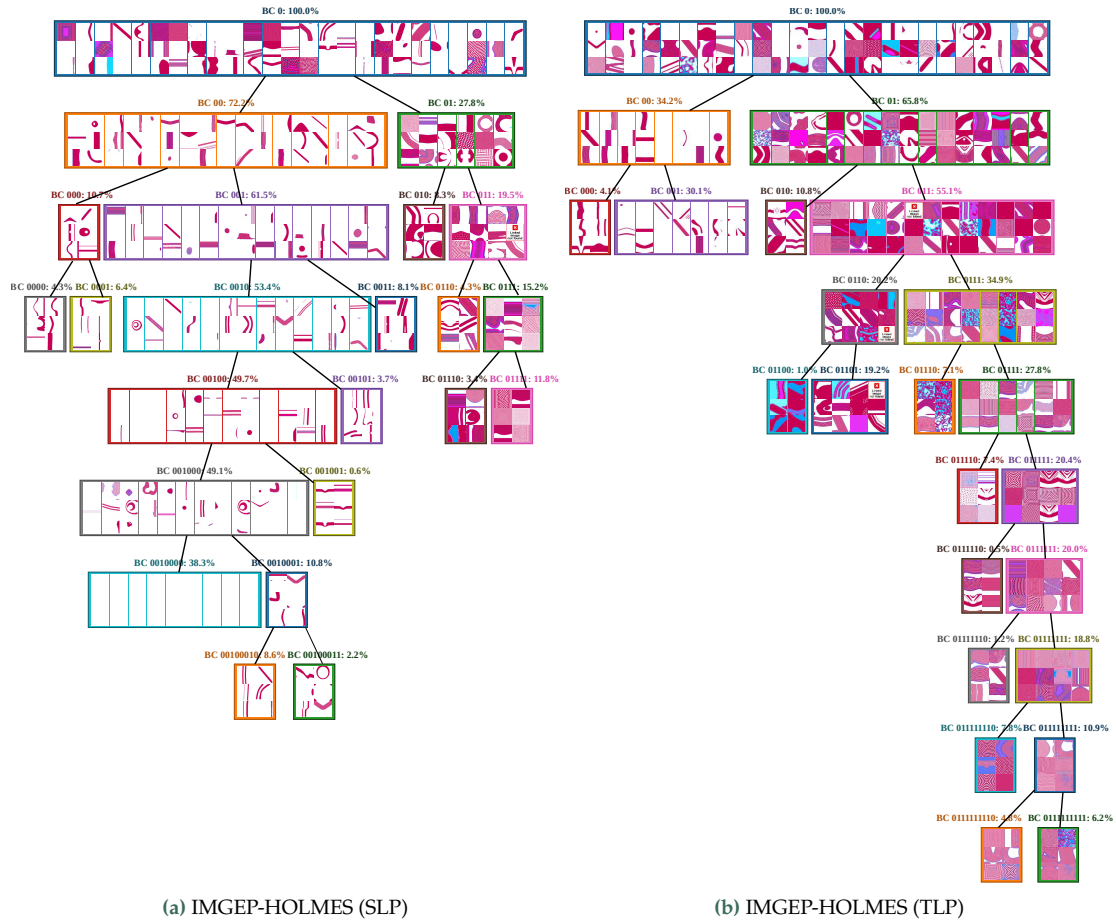 BC 0: 100.0%
BC 00: 72.2%
BC 01: 27.8%
BC 000: 10.7%
BC 001: 61.5%
BC 010: 8.3%
BC 011: 19.5%
BC 0000: 4.3%
BC 0001: 6.4%
BC 0010: 53.4%
BC 0011: 8.1%
BC 0110: 4.3%
BC 0111: 15.2%
BC 00100: 49.7%
BC 00101: 3.7%
BC 01110: 3.4%
BC 01111: 11.8%
BC 001000: 49.1%
BC 001001: 0.6%
BC 0010000: 38.3%
BC 0010001: 10.8%
BC 00100010: 8.6%
BC 00100011: 2.2%
(a) IMGEP-HOLMES (SLP)
BC 0: 100.0%
BC 00: 34.2%
BC 01: 65.8%
BC 000: 4.1%
BC 001: 30.1%
BC 010: 10.8%
BC 011: 55.1%
BC 0110: 20.2%
BC 0111: 34.9%
BC 01100: 1.0%
BC 01101: 19.2%
BC 01110: 7.1%
BC 01111: 27.8%
BC 011110: 7.4%
BC 011111: 20.4%
BC 0111110: 0.5%
BC 0111111: 20.0%
BC 01111110: 1.2%
BC 01111111: 18.8%
BC 011111110: 7.8%
BC 011111111: 10.9%
BC 0111111110: 4.8%
BC 0111111111: 6.2%
(b) IMGEP-HOLMES (TLP)